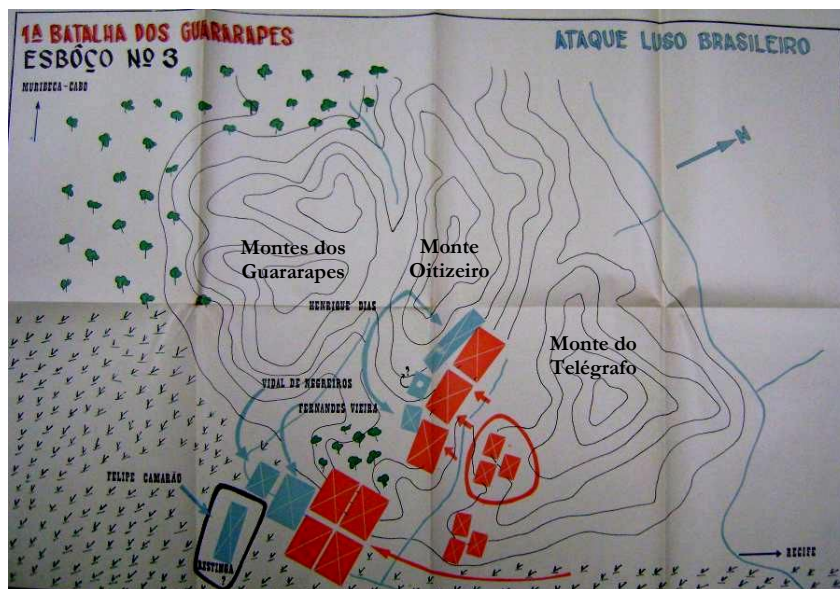 1ª BATALHA DOS GUARARAPES
ESBÔÇO Nº 3
ATAQUE LUSO BRASILEIRO
MURIBECA-CABO
N
Montes dos
Guararapes
Monte
Oitizeiro
HENRIQUE DIAS
Monte do
Telégrafo
VIDAL DE NEGREIROS
FERNANDES VIEIRA
FELIPE CAMARÃO
RESTINGA
?
RECIFE